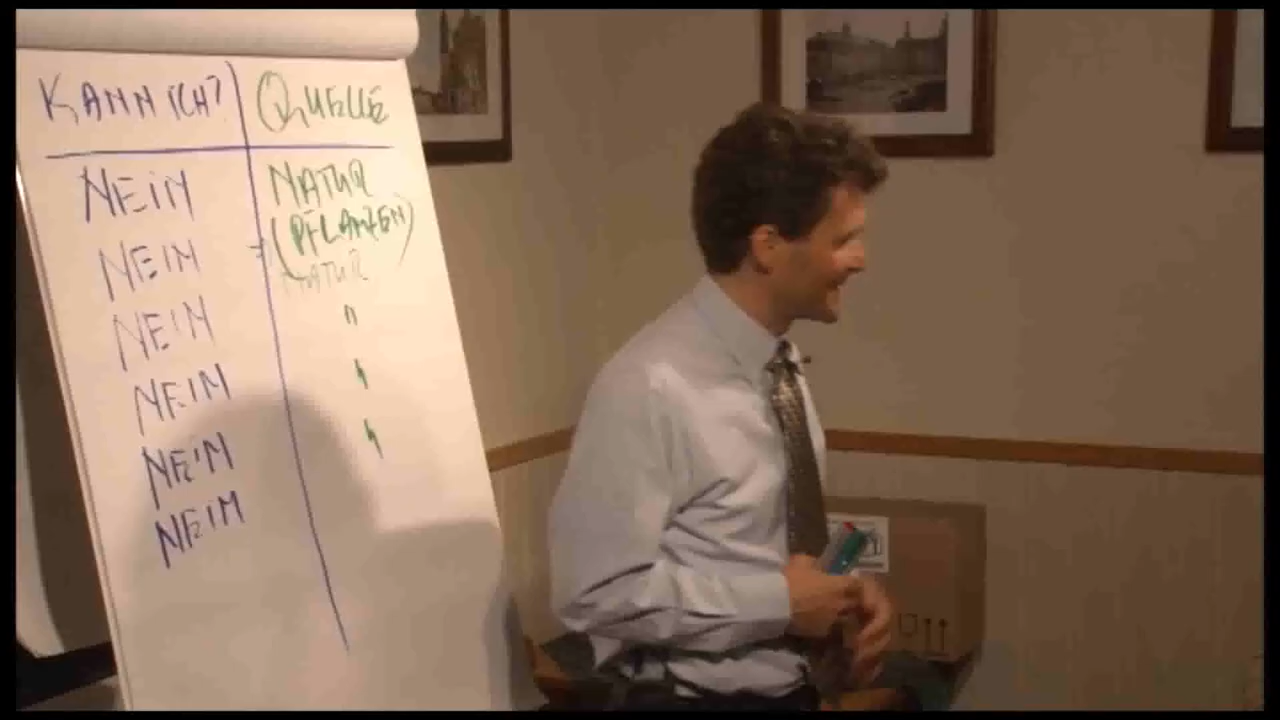 KANN ICH? QUELLE
NEIN NATUR
(PFLANZEN)
NEIN NATUR
NEIN "
NEIN "
NEIN "
NEIN